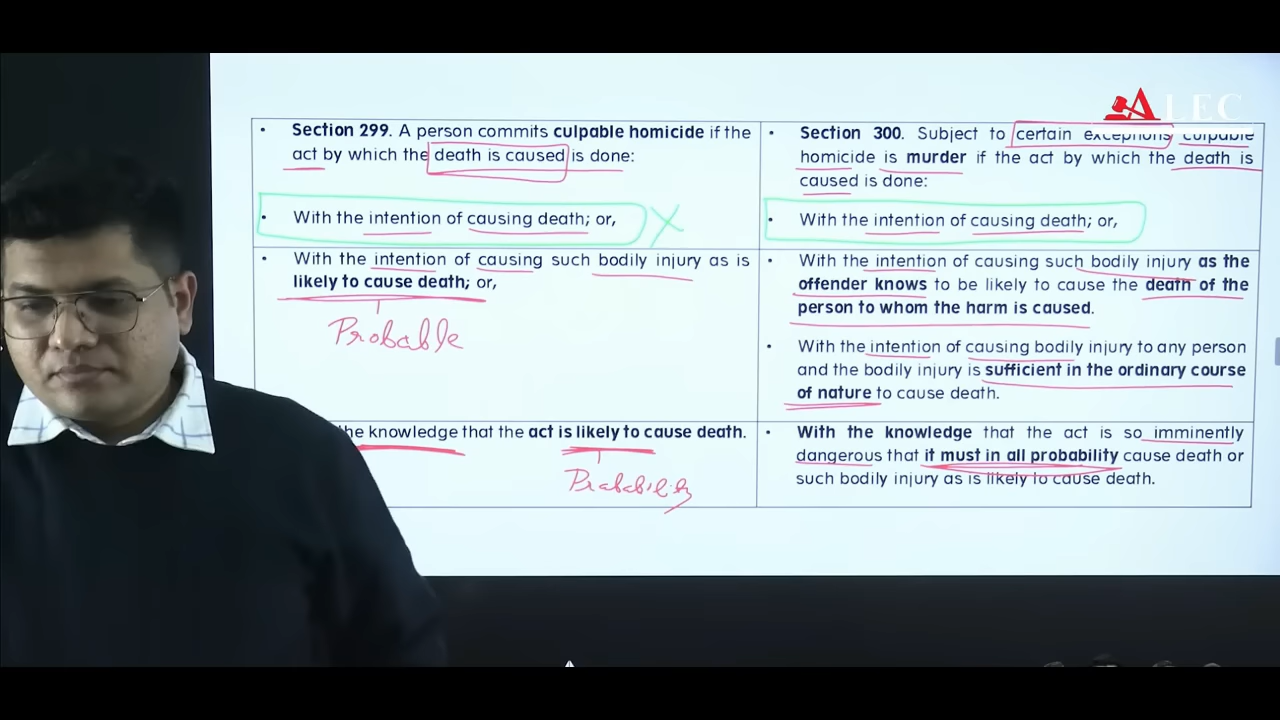 ALEC
Section 299. A person commits culpable homicide if the
act by which the death is caused is done:
• With the intention of causing death; or,
• With the intention of causing such bodily injury as is
likely to cause death; or,
Probable
the knowledge that the act is likely to cause death.
Probability
• Section 300. Subject to certain exceptions culpable
homicide is murder if the act by which the death is
caused is done:
• With the intention of causing death; or,
• With the intention of causing such bodily injury as the
offender knows to be likely to cause the death of the
person to whom the harm is caused.
• With the intention of causing bodily injury to any person
and the bodily injury is sufficient in the ordinary course
of nature to cause death.
• With the knowledge that the act is so imminently
dangerous that it must in all probability cause death or
such bodily injury as is likely to cause death.